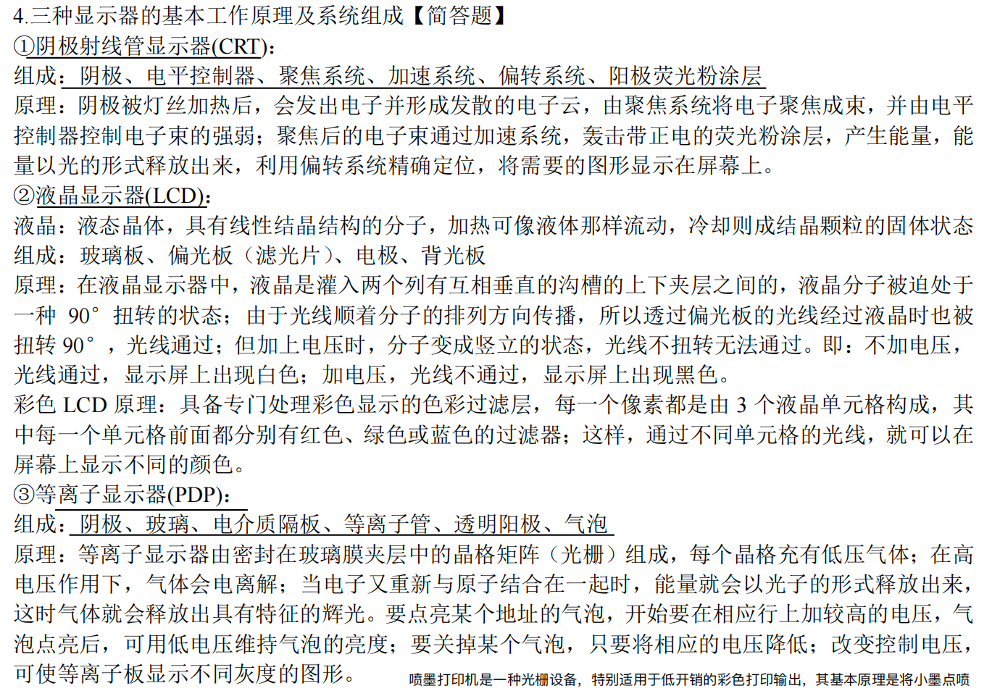 4.三种显示器的基本工作原理及系统组成【简答题】
①阴极射线管显示器(CRT)：
组成：阴极、电平控制器、聚焦系统、加速系统、偏转系统、阳极荧光粉涂层
原理：阴极被灯丝加热后，会发出电子并形成发散的电子云，由聚焦系统将电子聚焦成束，并由电平
控制器控制电子束的强弱；聚焦后的电子束通过加速系统，轰击带正电的荧光粉涂层，产生能量，能
量以光的形式释放出来，利用偏转系统精确定位，将需要的图形显示在屏幕上。
②液晶显示器(LCD)：
液晶：液态晶体，具有线性结晶结构的分子，加热可像液体那样流动，冷却则成结晶颗粒的固体状态
组成：玻璃板、偏光板（滤光片）、电极、背光板
原理：在液晶显示器中，液晶是灌入两个列有互相垂直的沟槽的上下夹层之间的，液晶分子被迫处于
一种 90°扭转的状态；由于光线顺着分子的排列方向传播，所以透过偏光板的光线经过液晶时也被
扭转 90°，光线通过；但加上电压时，分子变成竖立的状态，光线不扭转无法通过。即：不加电压，
光线通过，显示屏上出现白色；加电压，光线不通过，显示屏上出现黑色。
彩色 LCD 原理：具备专门处理彩色显示的色彩过滤层，每一个像素都是由 3 个液晶单元格构成，其
中每一个单元格前面都分别有红色、绿色或蓝色的过滤器；这样，通过不同单元格的光线，就可以在
屏幕上显示不同的颜色。
③等离子显示器(PDP)：
组成：阴极、玻璃、电介质隔板、等离子管、透明阳极、气泡
原理：等离子显示器由密封在玻璃膜夹层中的晶格矩阵（光栅）组成，每个晶格充有低压气体；在高
电压作用下，气体会电离解；当电子又重新与原子结合在一起时，能量就会以光子的形式释放出来，
这时气体就会释放出具有特征的辉光。要点亮某个地址的气泡，开始要在相应行上加较高的电压，气
泡点亮后，可用低电压维持气泡的亮度；要关掉某个气泡，只要将相应的电压降低；改变控制电压，
可使等离子板显示不同灰度的图形。
喷墨打印机是一种光栅设备，特别适用于低开销的彩色打印输出，其基本原理是将小墨点喷